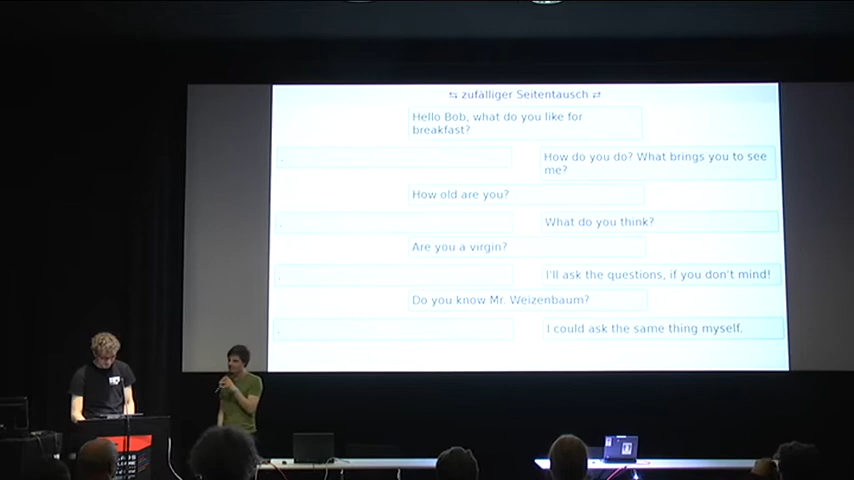 ⇆ zufälliger Seitentausch ⇄
Hello Bob, what do you like for
breakfast?
.
How do you do? What brings you to see
me?
How old are you?
.
What do you think?
Are you a virgin?
.
I'll ask the questions, if you don't mind!
Do you know Mr. Weizenbaum?
.
I could ask the same thing myself.